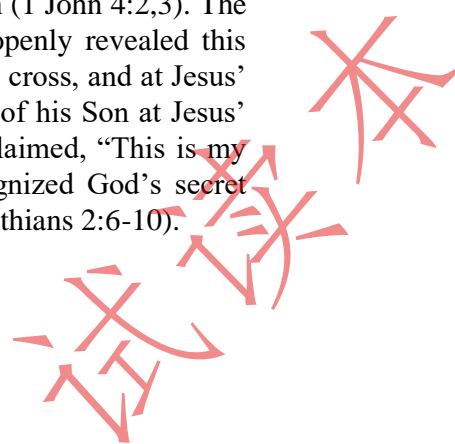 (1 John 4:2,3). The
openly revealed this
cross, and at Jesus’
of his Son at Jesus’
laimed, “This is my
gnized God’s secret
thians 2:6-10).
试读本